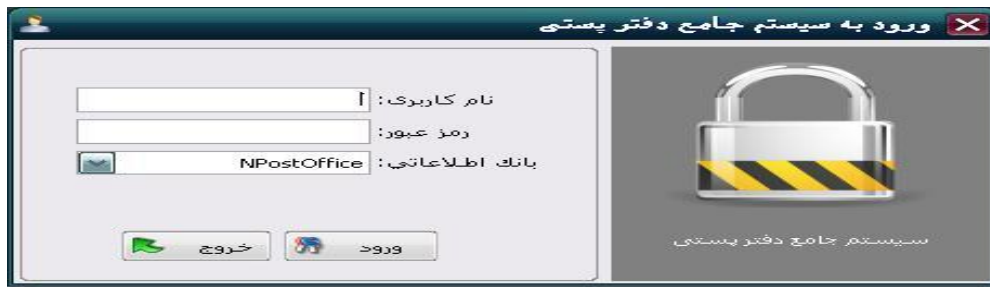 ورود به سیستم جامع دفتر پستی
نام کاربری:
رمز عبور:
بانک اطلاعاتی: NPostOffice
ورود
خروج
سیستم جامع دفتر پستی